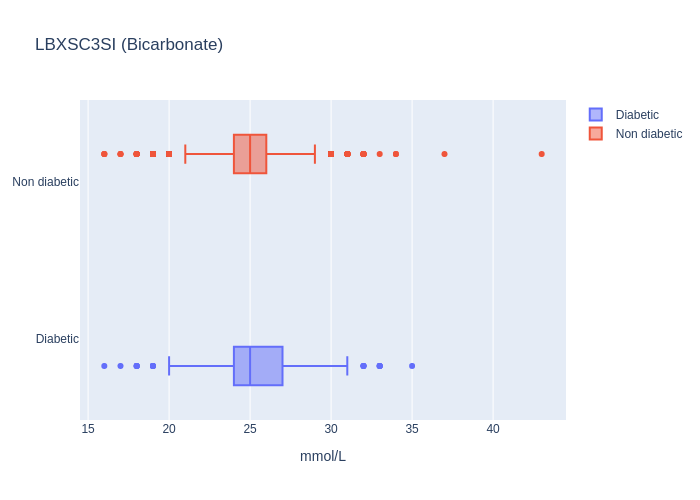 LBXSC3SI (Bicarbonate)
Diabetic
Non diabetic
Non diabetic
Diabetic
15 20 25 30 35 40
mmol/L